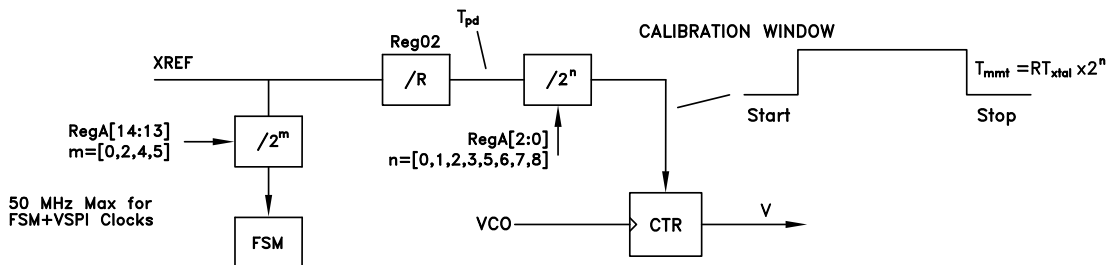 T_pd
CALIBRATION WINDOW
Reg02
XREF
/R
/2^n
T_mmt = RT_xtal x 2^n
Start
Stop
RegA[14:13]
m=[0,2,4,5]
/2^m
RegA[2:0]
n=[0,1,2,3,5,6,7,8]
50 MHz Max for
FSM+VSPI Clocks
FSM
VCO
CTR
V